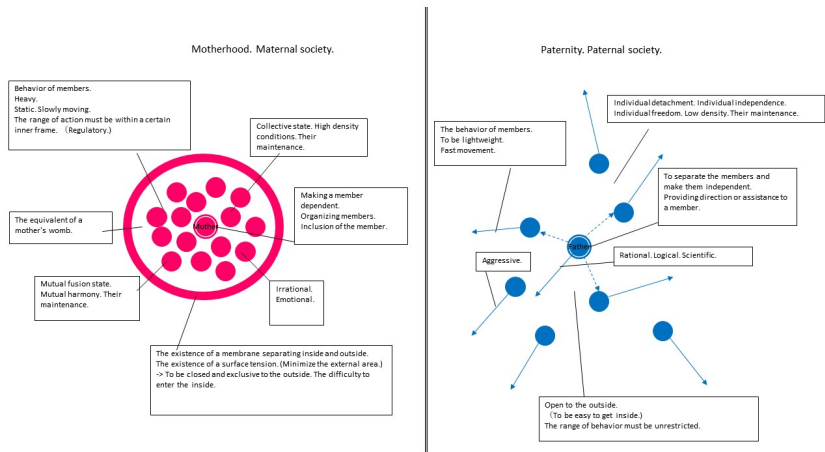 Motherhood. Maternal society.
Behavior of members.
Heavy.
Static. Slowly moving.
The range of action must be within a certain
inner frame. （Regulatory.）
Collective state. High density
conditions. Their
maintenance.
Making a member
dependent.
Organizing members.
Inclusion of the member.
The equivalent of a
mother's womb.
Mother
Mutual fusion state.
Mutual harmony. Their
maintenance.
Irrational.
Emotional.
The existence of a membrane separating inside and outside.
The existence of a surface tension. (Minimize the external area.)
-> To be closed and exclusive to the outside. The difficulty to
enter the inside.
Paternity. Paternal society.
Individual detachment. Individual independence.
Individual freedom. Low density. Their maintenance.
The behavior of members.
To be lightweight.
Fast movement.
To separate the members and
make them independent.
Providing direction or assistance to
a member.
Father
Aggressive.
Rational. Logical. Scientific.
Open to the outside.
（To be easy to get inside.）
The range of behavior must be unrestricted.